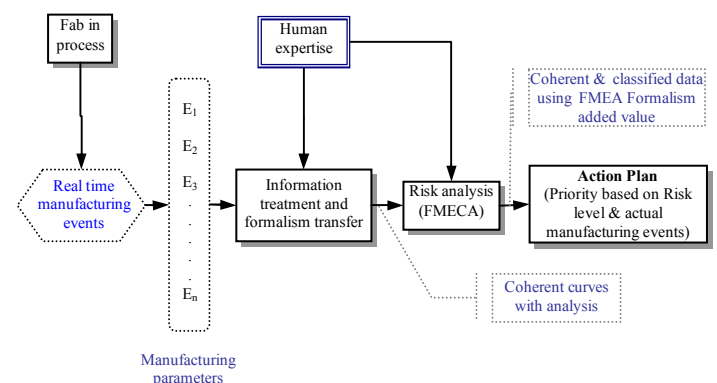 Fab in
process
Human
expertise
Coherent & classified data
using FMEA Formalism
added value
Real time
manufacturing
events
E1
E2
E3
.
.
.
.
.
En
Information
treatment and
formalism transfer
Risk analysis
(FMECA)
Action Plan
(Priority based on Risk
level & actual
manufacturing events)
Coherent curves
with analysis
Manufacturing
parameters